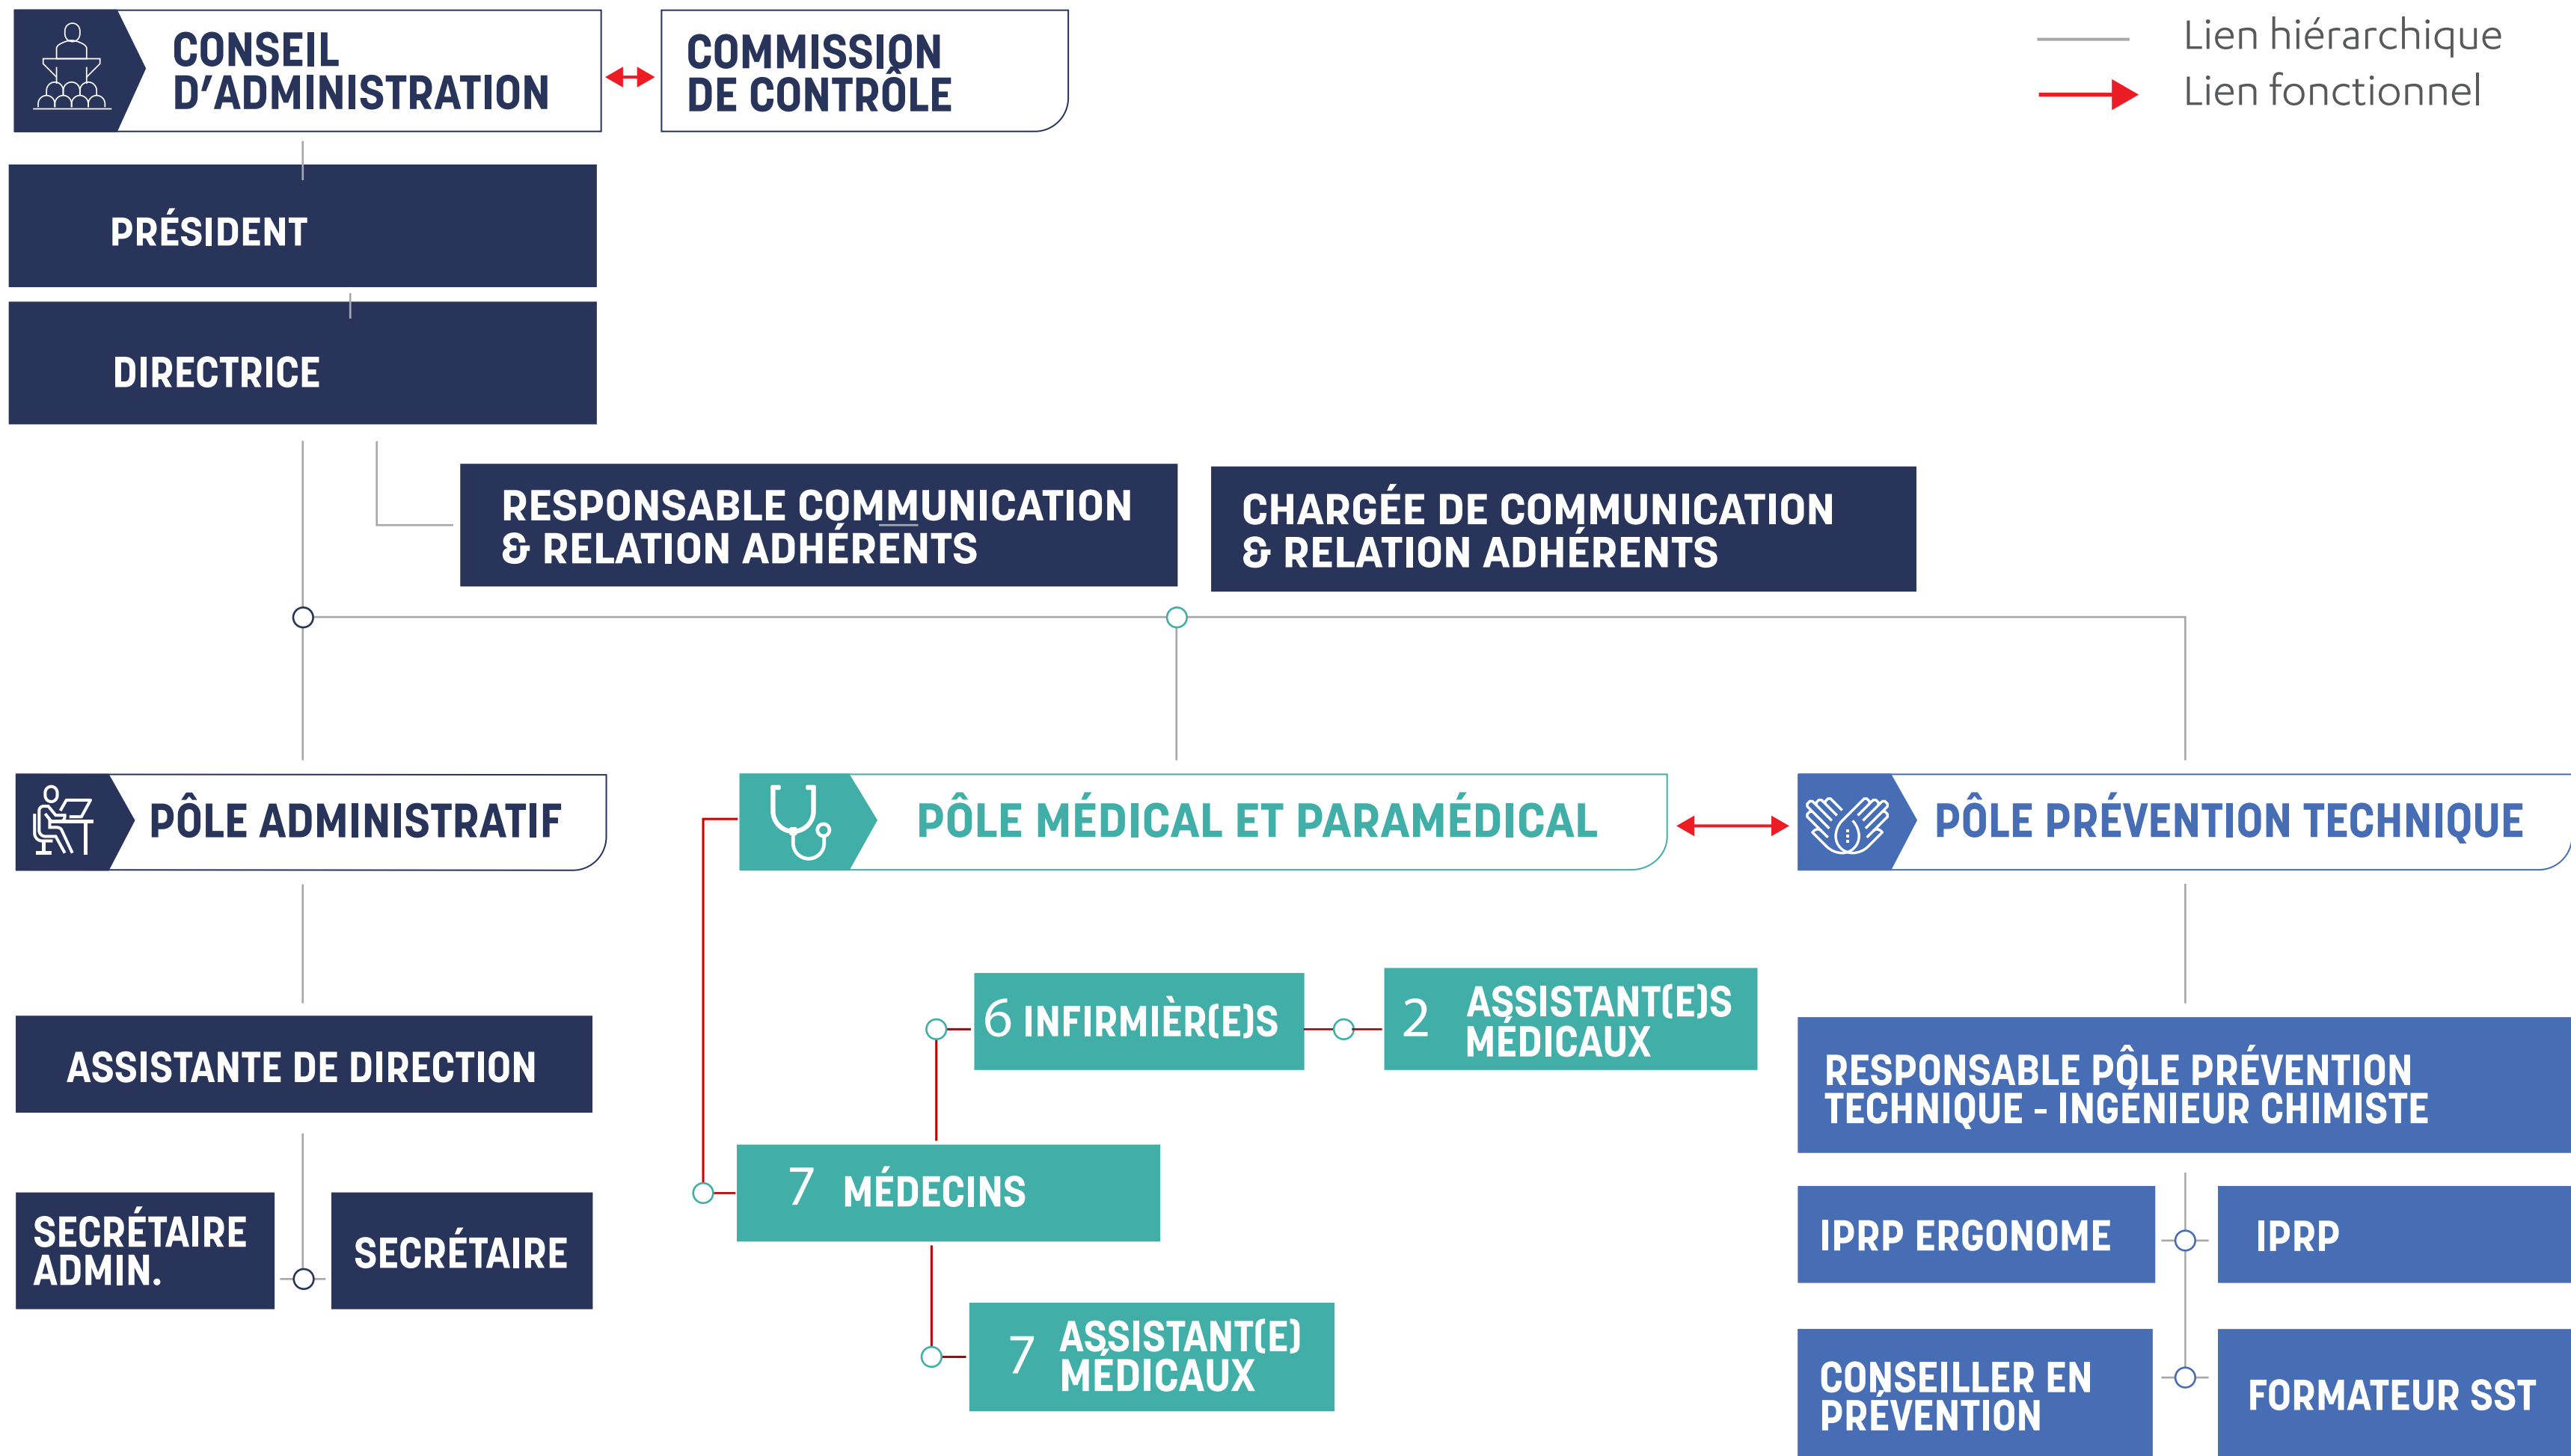 CONSEIL
D'ADMINISTRATION
COMMISSION
DE CONTRÔLE
Lien hiérarchique
Lien fonctionnel
PRÉSIDENT
DIRECTRICE
RESPONSABLE COMMUNICATION
& RELATION ADHÉRENTS
CHARGÉE DE COMMUNICATION
& RELATION ADHÉRENTS
PÔLE ADMINISTRATIF
PÔLE MÉDICAL ET PARAMÉDICAL
PÔLE PRÉVENTION TECHNIQUE
ASSISTANTE DE DIRECTION
SECRÉTAIRE
ADMIN.
SECRÉTAIRE
6 INFIRMIÈR(E)S
2 ASSISTANT(E)S
MÉDICAUX
7 MÉDECINS
7 ASSISTANT(E)
MÉDICAUX
RESPONSABLE PÔLE PRÉVENTION
TECHNIQUE - INGÉNIEUR CHIMISTE
IPRP ERGONOME
IPRP
CONSEILLER EN
PRÉVENTION
FORMATEUR SST